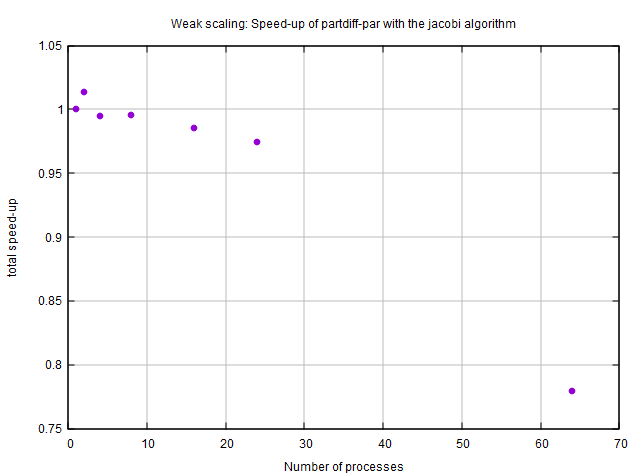 Weak scaling: Speed-up of partdiff-par with the jacobi algorithm
1.05
1
0.95
0.9
0.85
0.8
0.75
total speed-up
0 10 20 30 40 50 60 70
Number of processes